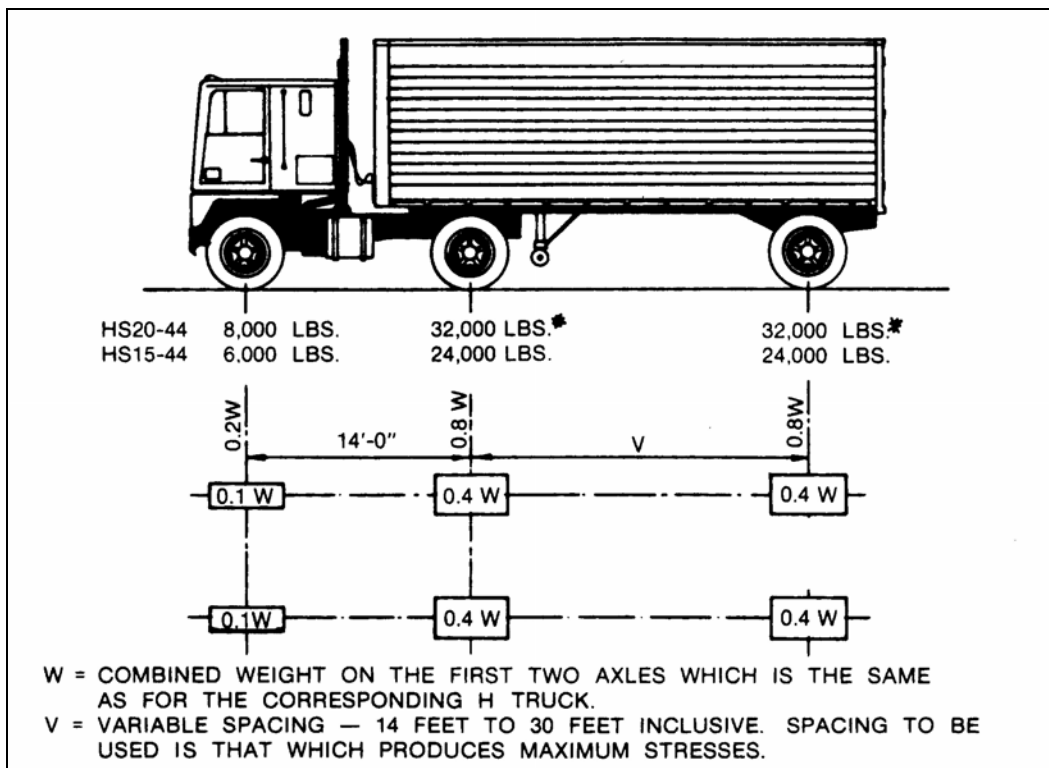 HS20-44 8,000 LBS. 32,000 LBS.* 32,000 LBS.*
HS15-44 6,000 LBS. 24,000 LBS. 24,000 LBS.
0.2W 0.8 W 0.8W
14'-0" V
0.1 W 0.4 W 0.4 W
0.1W 0.4 W 0.4 W
W = COMBINED WEIGHT ON THE FIRST TWO AXLES WHICH IS THE SAME
AS FOR THE CORRESPONDING H TRUCK.
V = VARIABLE SPACING — 14 FEET TO 30 FEET INCLUSIVE. SPACING TO BE
USED IS THAT WHICH PRODUCES MAXIMUM STRESSES.